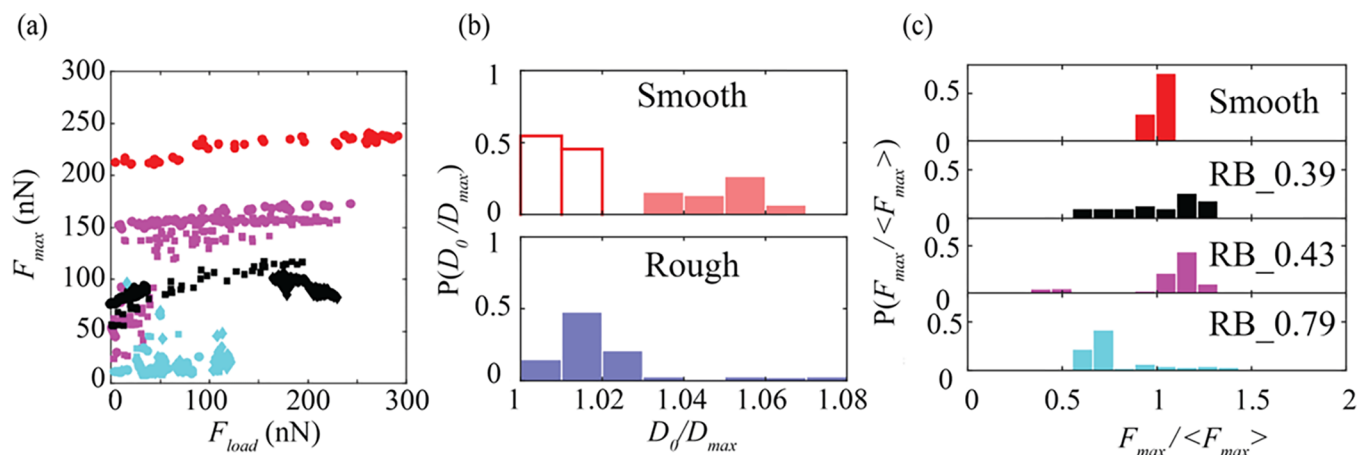 (a)
300
250
200
150
100
50
0
F_max (nN)
0 100 200 300
F_load (nN)
(b)
Smooth
1
0.5
0
Rough
1
0.5
0
P(D_0/D_max)
1 1.02 1.04 1.06 1.08
D_0/D_max
(c)
Smooth
0.5
0
RB_0.39
0.5
0
RB_0.43
0.5
0
RB_0.79
0.5
0
P(F_max/<F_max>)
0 0.5 1 1.5 2
F_max/<F_max>